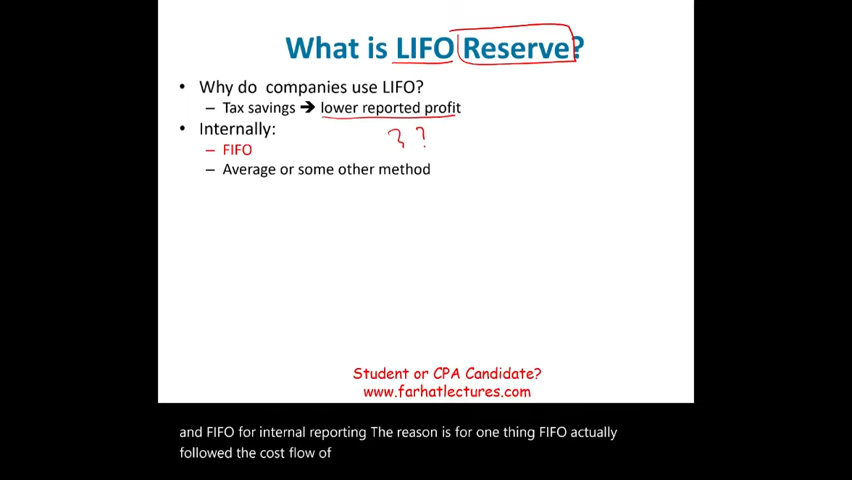 What is LIFO Reserve?
• Why do companies use LIFO?
– Tax savings → lower reported profit
• Internally:
3 ?
– FIFO
– Average or some other method
Student or CPA Candidate?
www.farhatlectures.com
and FIFO for internal reporting The reason is for one thing FIFO actually
followed the cost flow of